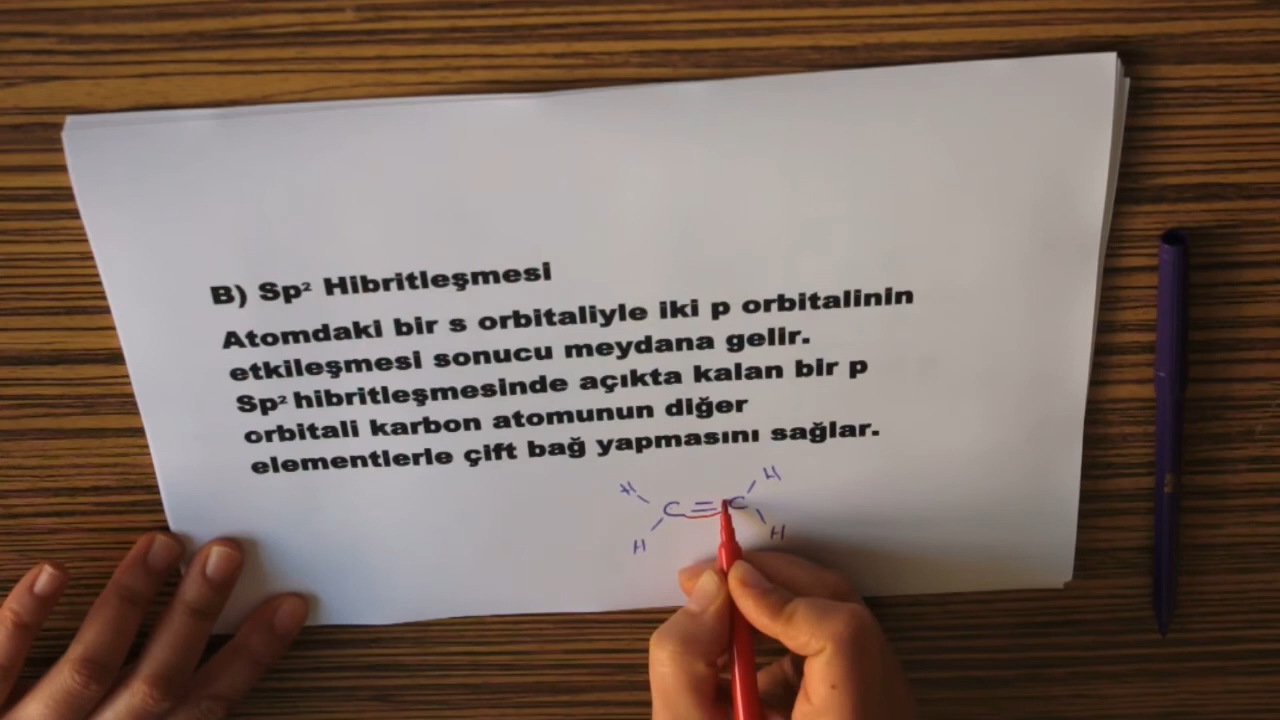 B) Sp² Hibritleşmesi
Atomdaki bir s orbitaliyle iki p orbitalinin
etkileşmesi sonucu meydana gelir.
Sp² hibritleşmesinde açıkta kalan bir p
orbitali karbon atomunun diğer
elementlerle çift bağ yapmasını sağlar.
H H
C = C
H H